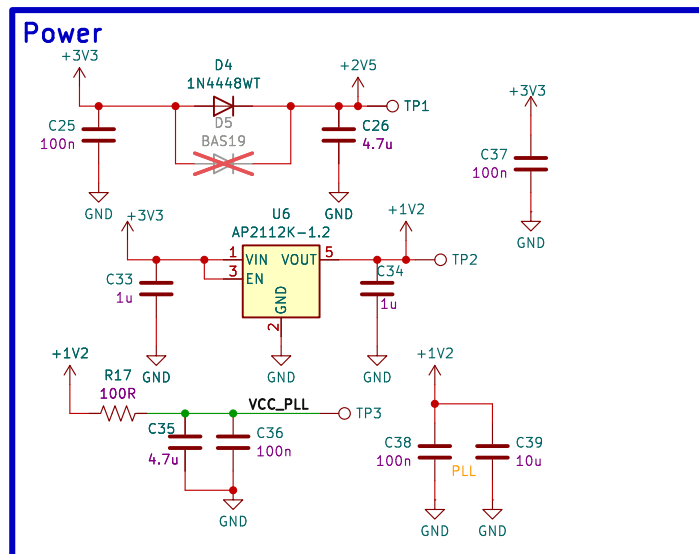 Power
+3V3
D4
1N4448WT
+2V5
TP1
C25
100n
D5
BAS19
C26
4.7u
GND
GND
+3V3
C37
100n
GND
+3V3
U6
AP2112K-1.2
+1V2
1
VIN
VOUT
5
3
EN
GND
2
TP2
C33
1u
C34
1u
GND
GND
GND
+1V2
R17
100R
VCC_PLL
TP3
C35
4.7u
C36
100n
GND
+1V2
C38
100n
PLL
C39
10u
GND
GND